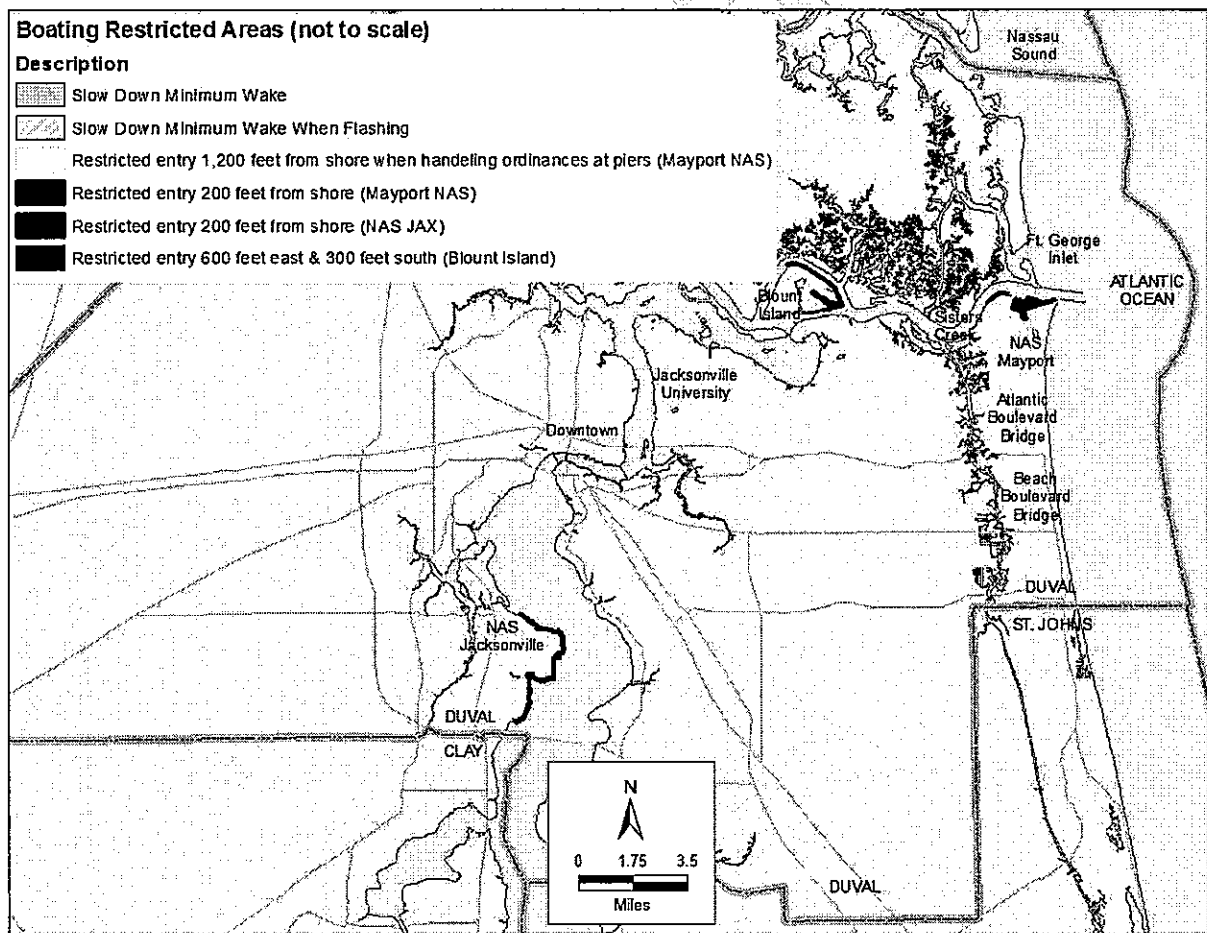 Boating Restricted Areas (not to scale)
Description
Slow Down Minimum Wake
Slow Down Minimum Wake When Flashing
Restricted entry 1,200 feet from shore when handeling ordinances at piers (Mayport NAS)
Restricted entry 200 feet from shore (Mayport NAS)
Restricted entry 200 feet from shore (NAS JAX)
Restricted entry 600 feet east & 300 feet south (Blount Island)
Nassau
Sound
Ft. George
Inlet
ATLANTIC
OCEAN
Blount
Island
Sisters
Creek
NAS
Mayport
Jacksonville
University
Atlantic
Boulevard
Bridge
Downtown
Beach
Boulevard
Bridge
DUVAL
ST. JOHNS
NAS
Jacksonville
DUVAL
CLAY
N
0 1.75 3.5
Miles
DUVAL